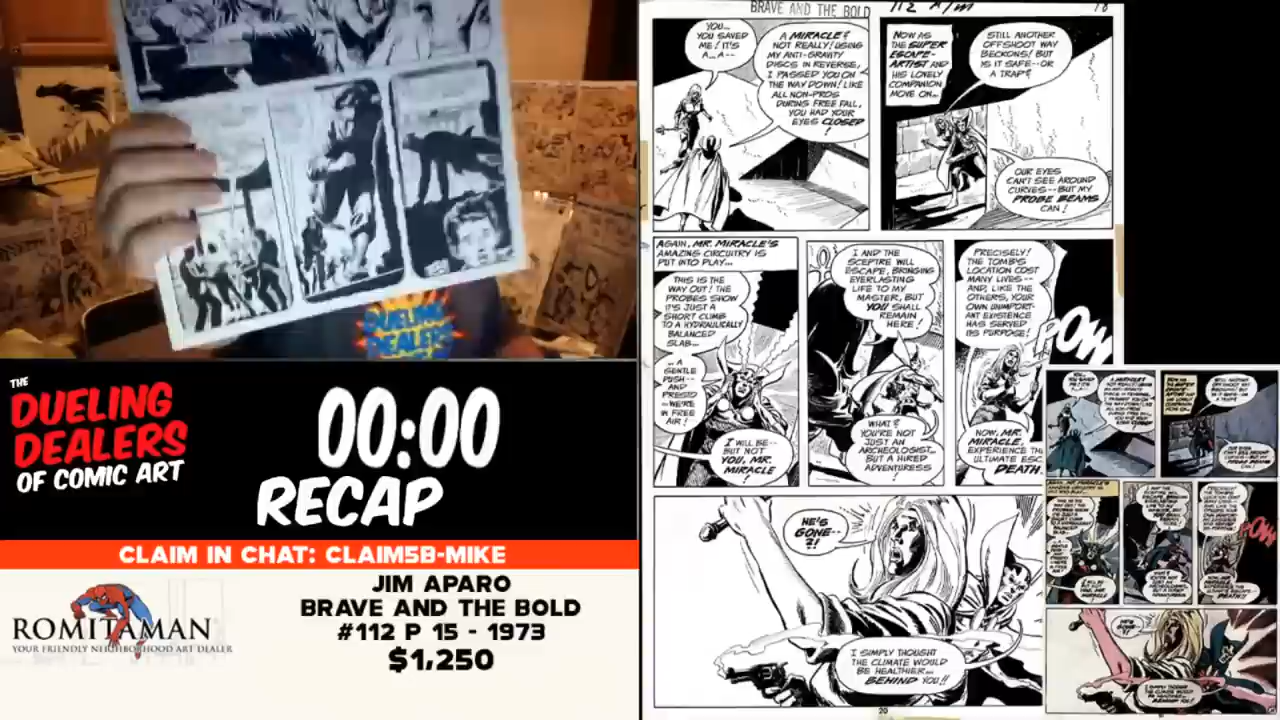 DUELING
DEALERS
THE
DUELING
DEALERS
OF COMIC ART
00:00
RECAP
CLAIM IN CHAT: CLAIM5B-MIKE
ROMITAMAN
YOUR FRIENDLY NEIGHBORHOOD ART DEALER
JIM APARO
BRAVE AND THE BOLD
#112 P 15 - 1973
$1,250
BRAVE AND THE BOLD
YOU...
YOU SAVED
ME! IT'S
A...A--
A MIRACLE?
NOT REALLY! USING
MY ANTI-GRAVITY
DISCS IN REVERSE,
I PASSED YOU ON
THE WAY DOWN! LIKE
ALL NON-PROS
DURING FREE FALL,
YOU HAD YOUR
EYES CLOSED
!
NOW AS
THE SUPER
ESCAPE-
ARTIST AND
HIS LOVELY
COMPANION
MOVE ON...
STILL ANOTHER
OFFSHOOT WAY
BECKONS! BUT
IS IT SAFE--OR
A TRAP?
OUR EYES
CAN'T SEE AROUND
CURVES--BUT MY
PROBE BEAMS
CAN!
AGAIN, MR. MIRACLE'S
AMAZING CIRCUITRY IS
PUT INTO PLAY...
THIS IS THE
WAY OUT! THE
PROBES SHOW
IT'S JUST A
SHORT CLIMB
TO A HYDRAULICALLY
BALANCED
SLAB...
...A
GENTLE
PUSH--
AND
PRESTO
--WE'RE
IN FREE
AIR!
I WILL BE--
BUT NOT
YOU, MR.
MIRACLE!
I AND THE
SCEPTRE WILL
ESCAPE, BRINGING
EVERLASTING
LIFE TO MY
MASTER, BUT
YOU SHALL
REMAIN
HERE!
WHAT?
YOU'RE NOT
JUST AN
ARCHEOLOGIST...
BUT A HIRED
ADVENTURESS
PRECISELY!
THE TOMB'S
LOCATION COST
MANY LIVES--
AND, LIKE THE
OTHERS, YOUR
OWN UNIMPORT-
ANT EXISTENCE
HAS SERVED
ITS PURPOSE!
POW
NOW, MR.
MIRACLE,
EXPERIENCE TH
ULTIMATE ESC
DEATH.
HE'S
GONE--
?!
I SIMPLY THOUGHT
THE CLIMATE WOULD
BE HEALTHIER...
BEHIND YOU!!
20
POW